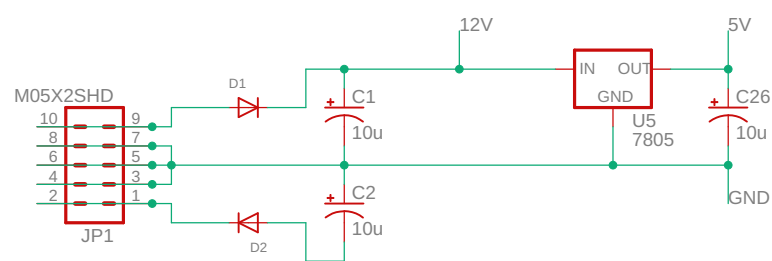 12V
5V
D1
M05X2SHD
IN
OUT
C1
C26
GND
10
9
U5
10u
10u
8
7
7805
6
5
4
3
C2
2
1
GND
10u
JP1
D2